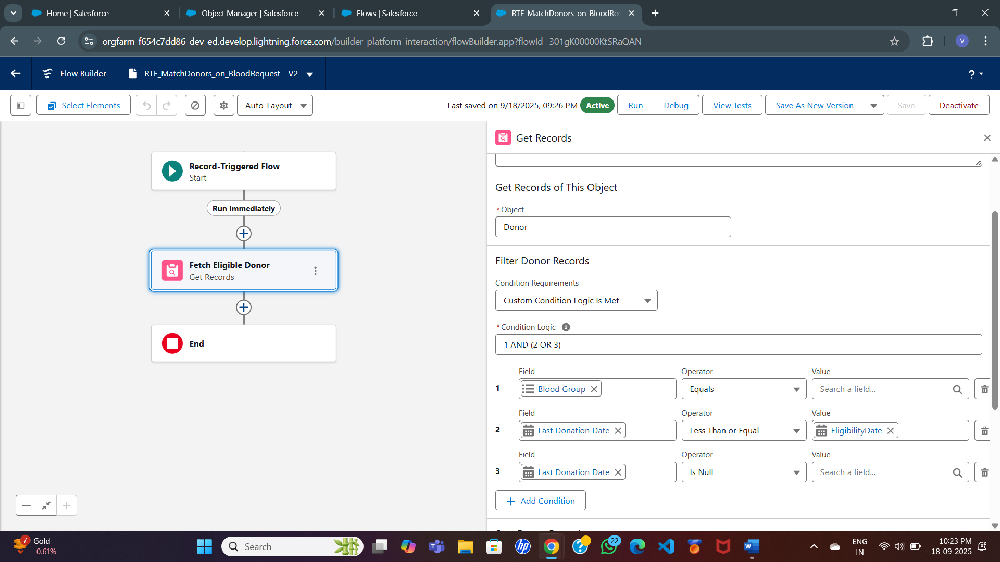 Home | Salesforce
Object Manager | Salesforce
Flows | Salesforce
RTF_MatchDonors_on_BloodRe
orgfarm-f654c7dd86-dev-ed.develop.lightning.force.com/builder_platform_interaction/flowBuilder.app?flowId=301gK00000KtSRaQAN
V
Flow Builder
RTF_MatchDonors_on_BloodRequest - V2
?
Select Elements
Auto-Layout
Last saved on 9/18/2025, 09:26 PM
Active
Run
Debug
View Tests
Save As New Version
Save
Deactivate
Record-Triggered Flow
Start
Run Immediately
Fetch Eligible Donor
Get Records
End
Get Records
Get Records of This Object
* Object
Donor
Filter Donor Records
Condition Requirements
Custom Condition Logic Is Met
* Condition Logic
1 AND (2 OR 3)
Field Operator Value
1 Blood Group Equals Search a field...
Field Operator Value
2 Last Donation Date Less Than or Equal EligibilityDate
Field Operator Value
3 Last Donation Date Is Null Search a field...
Add Condition
7
Gold
-0.61%
Search
22
ENG
IN
10:23 PM
18-09-2025